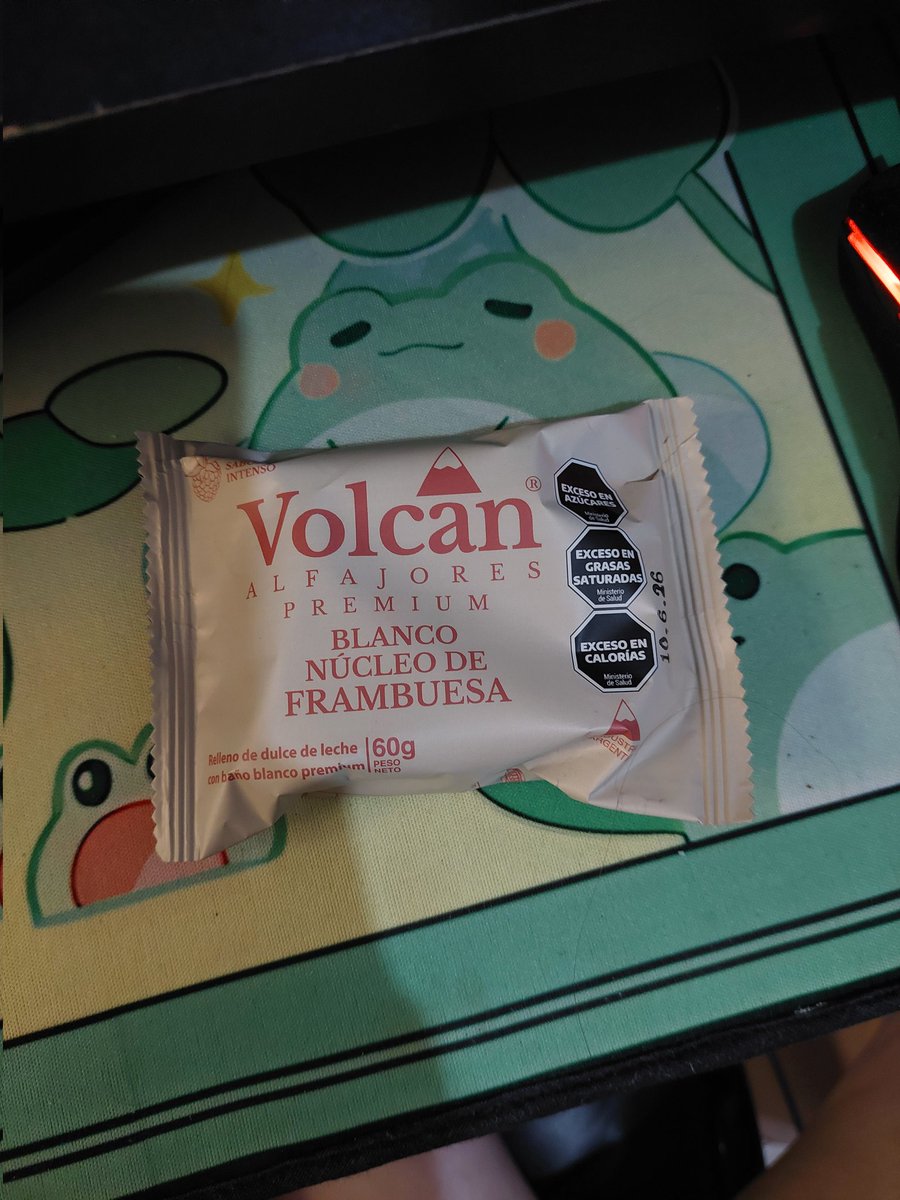 INTENSO
Volcan®
ALFAJORES
PREMIUM
BLANCO
NÚCLEO DE
FRAMBUESA
Relleno de dulce de leche
con baño blanco premium
60g
PESO
NETO
EXCESO EN
AZÚCARES
Ministerio
de Salud
EXCESO EN
GRASAS
SATURADAS
Ministerio
de Salud
EXCESO EN
CALORÍAS
Ministerio
de Salud
10.6.26